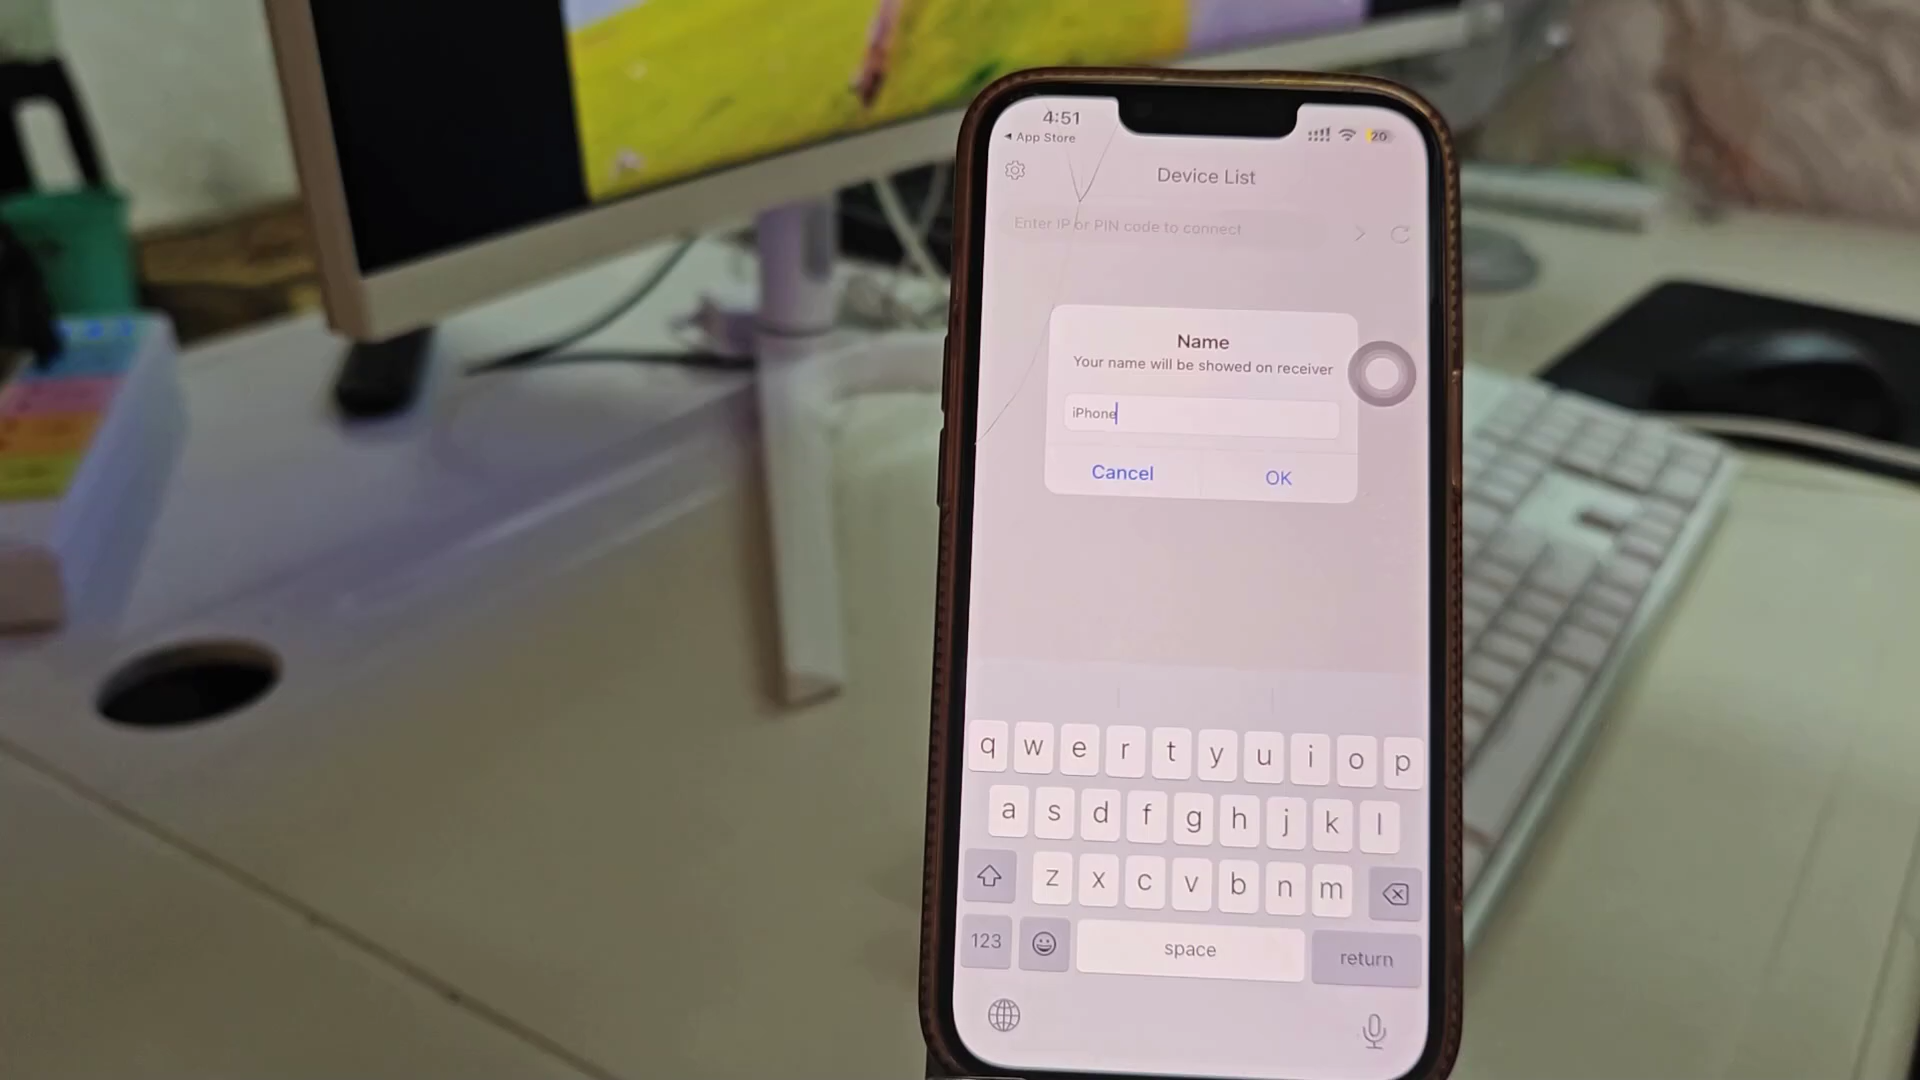 4:51
App Store
20
Device List
Enter IP or PIN code to connect
Name
Your name will be showed on receiver
iPhone
Cancel
OK
q w e r t y u i o p
a s d f g h j k l
z x c v b n m
123
space
return